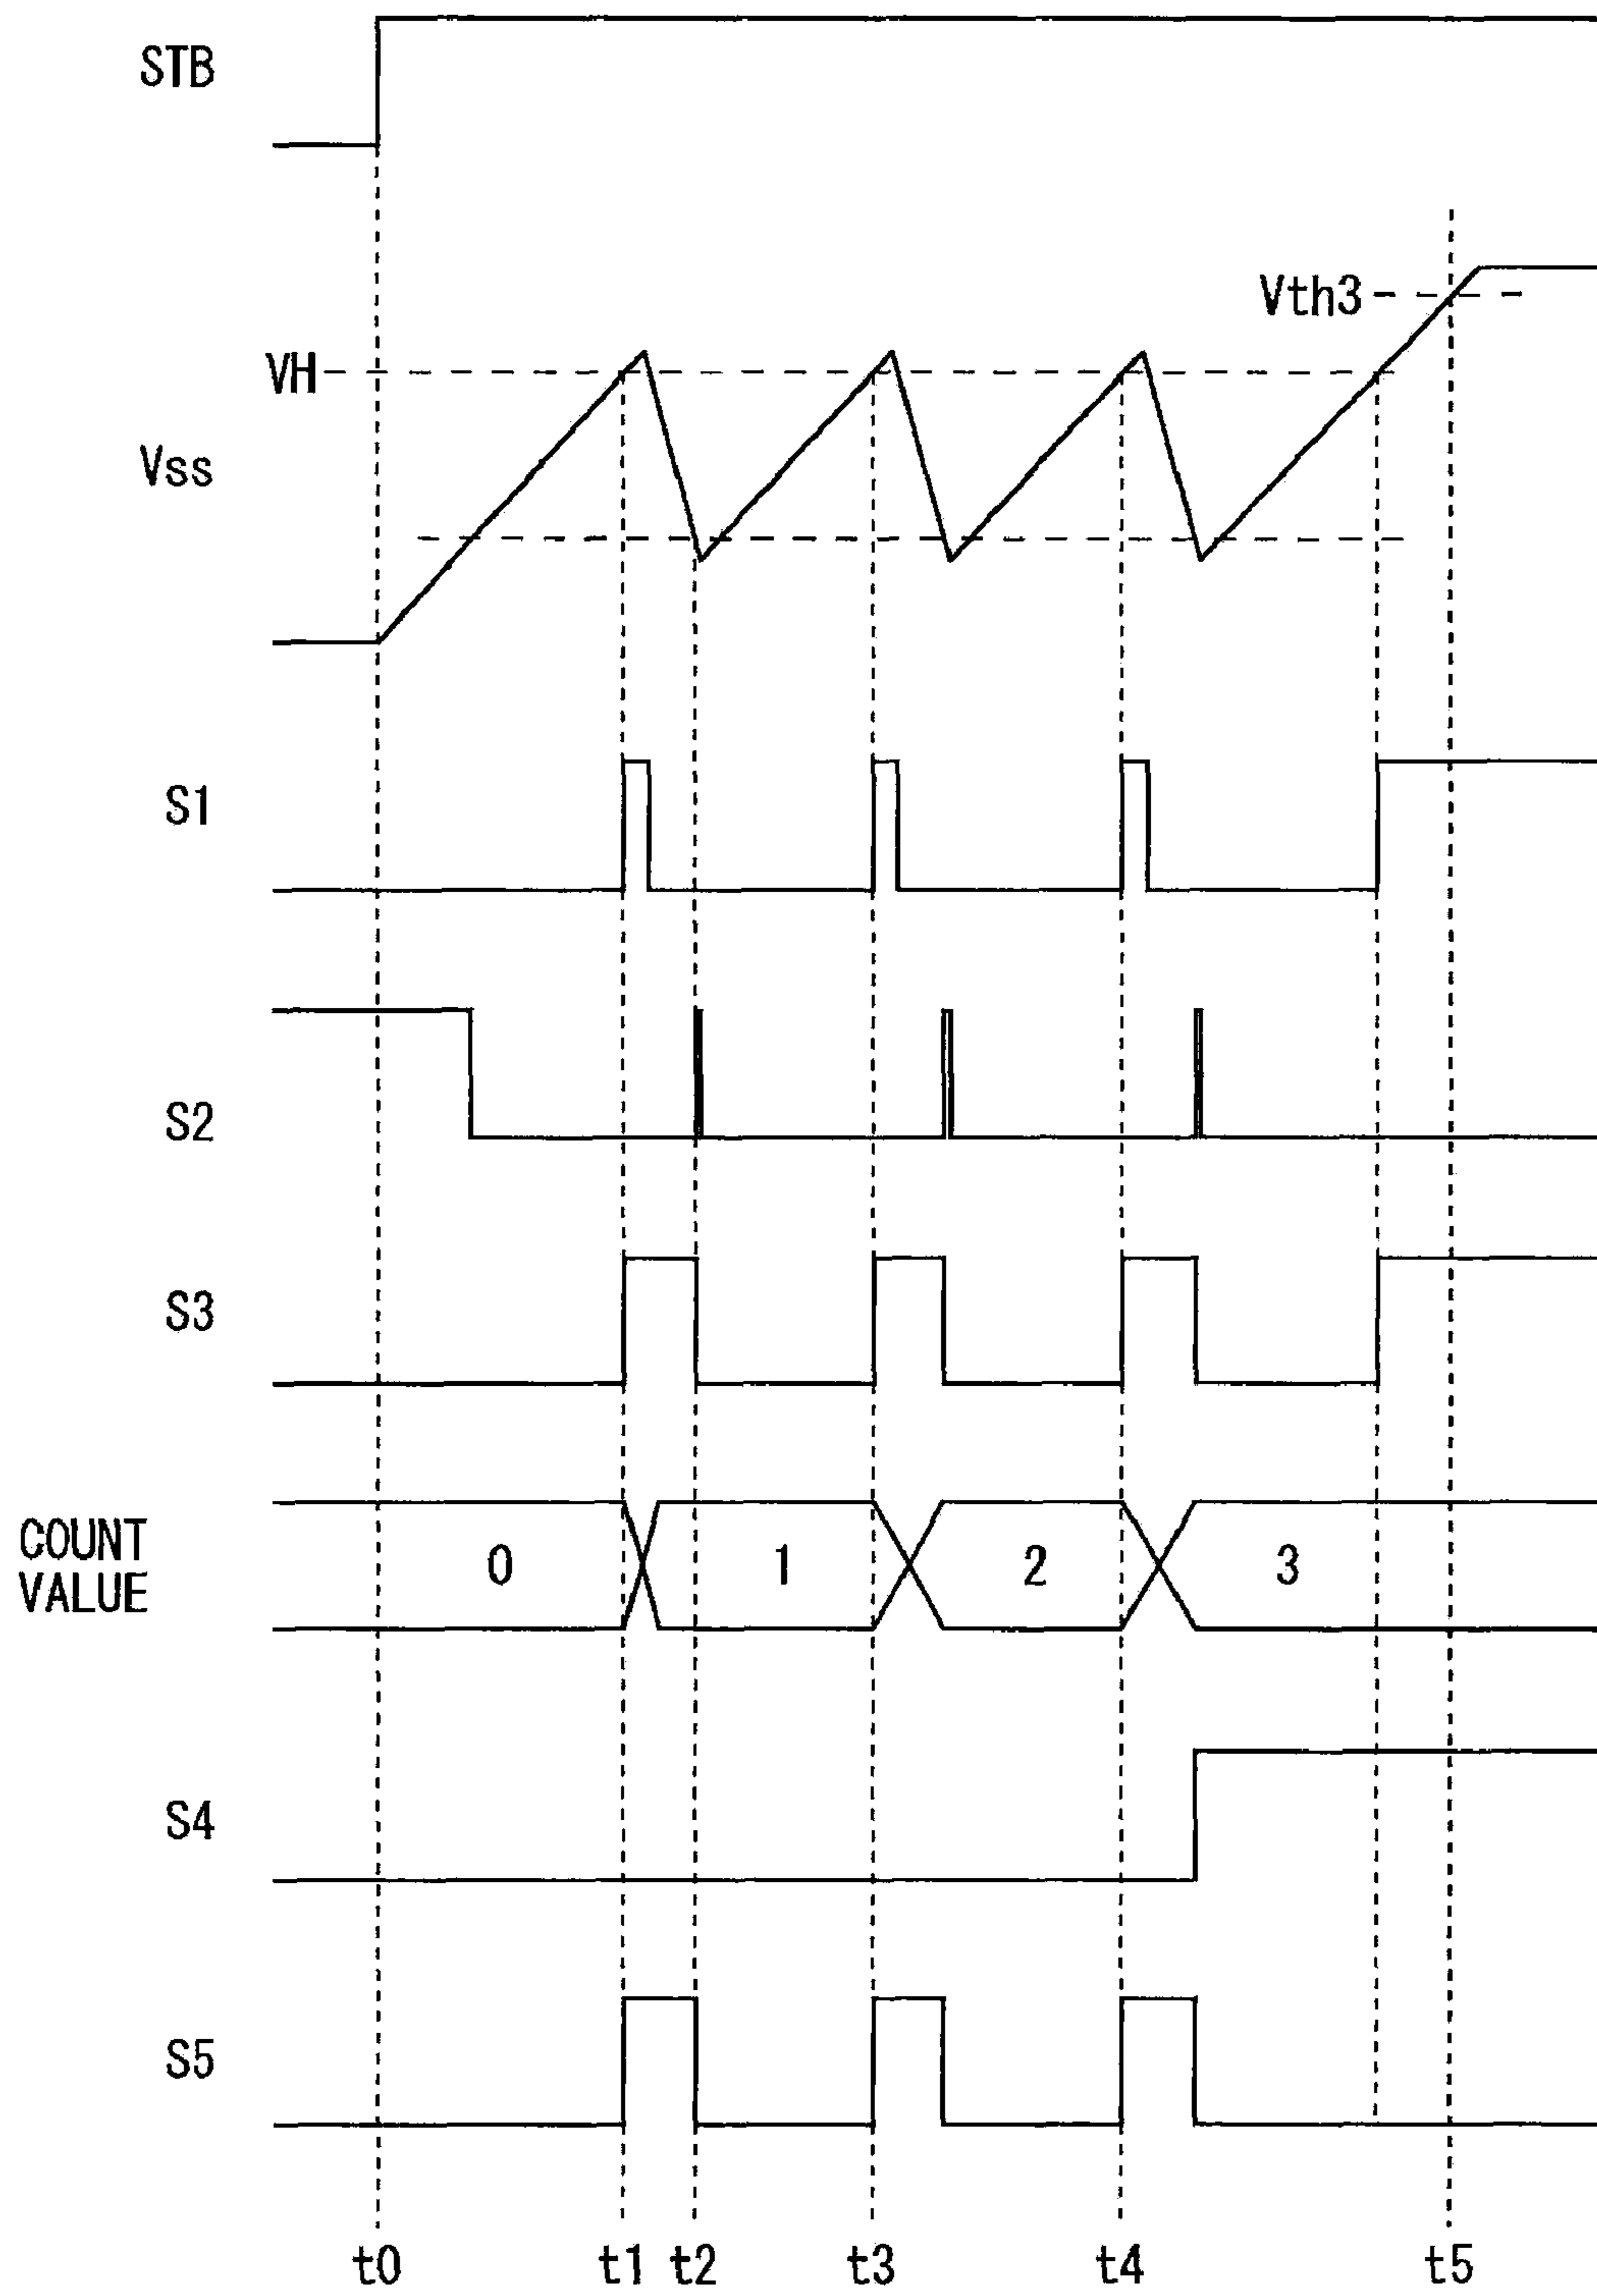 STB
Vth3
VH
Vss
S1
S2
S3
COUNT
VALUE
0 1 2 3
S4
S5
t0 t1 t2 t3 t4 t5